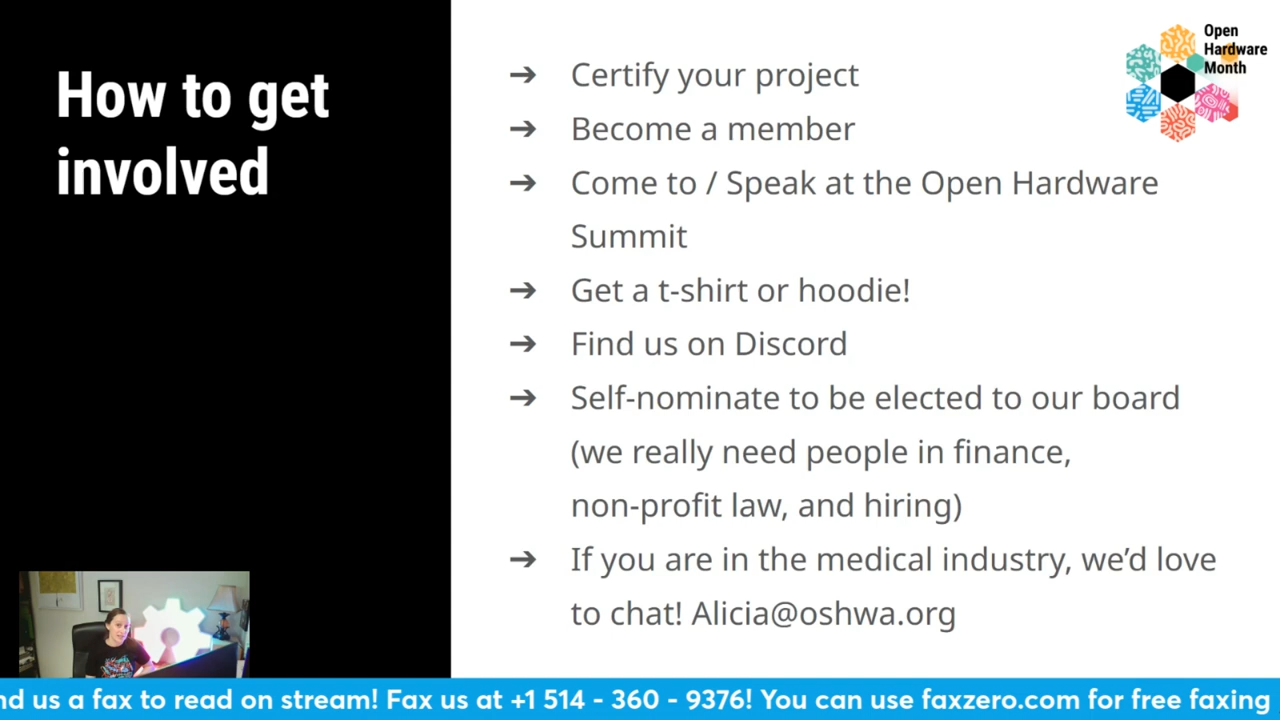 How to get
involved
➔ Certify your project
➔ Become a member
➔ Come to / Speak at the Open Hardware
Summit
➔ Get a t-shirt or hoodie!
➔ Find us on Discord
➔ Self-nominate to be elected to our board
(we really need people in finance,
non-profit law, and hiring)
➔ If you are in the medical industry, we’d love
to chat! Alicia@oshwa.org
Open
Hardware
Month
nd us a fax to read on stream! Fax us at +1 514 - 360 - 9376! You can use faxzero.com for free faxing